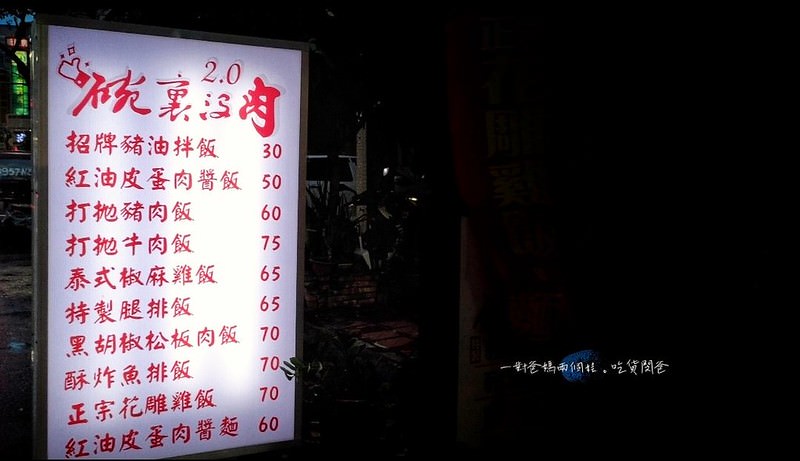 2.0
碗裏沒肉
招牌豬油拌飯 30
紅油皮蛋肉醬飯 50
打拋豬肉飯 60
打拋牛肉飯 75
泰式椒麻雞飯 65
特製腿排飯 65
黑胡椒松板肉飯 70
酥炸魚排飯 70
正宗花雕雞飯 70
紅油皮蛋肉醬麵 60
一對爸媽兩個娃。吃貨閱爸